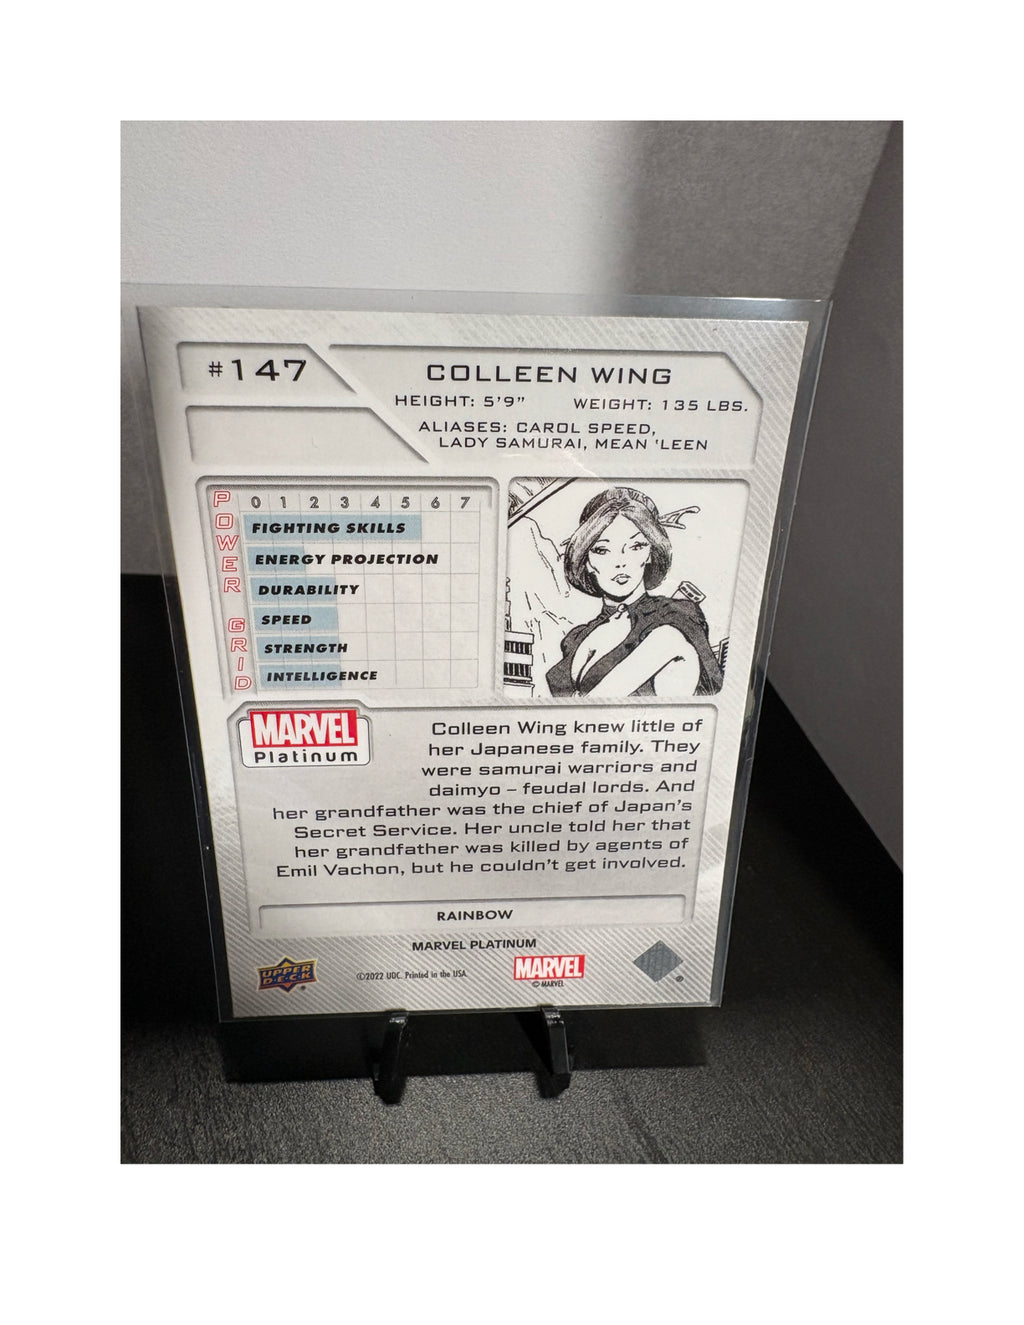 #147
COLLEEN WING
HEIGHT: 5'9" WEIGHT: 135 LBS.
ALIASES: CAROL SPEED,
LADY SAMURAI, MEAN 'LEEN
POWER GRID
0 1 2 3 4 5 6 7
FIGHTING SKILLS
ENERGY PROJECTION
DURABILITY
SPEED
STRENGTH
INTELLIGENCE
MARVEL
Platinum
Colleen Wing knew little of
her Japanese family. They
were samurai warriors and
daimyo – feudal lords. And
her grandfather was the chief of Japan's
Secret Service. Her uncle told her that
her grandfather was killed by agents of
Emil Vachon, but he couldn't get involved.
RAINBOW
MARVEL PLATINUM
UPPER
DECK
®
©2022 UDC. Printed in the USA.
MARVEL
© MARVEL
®